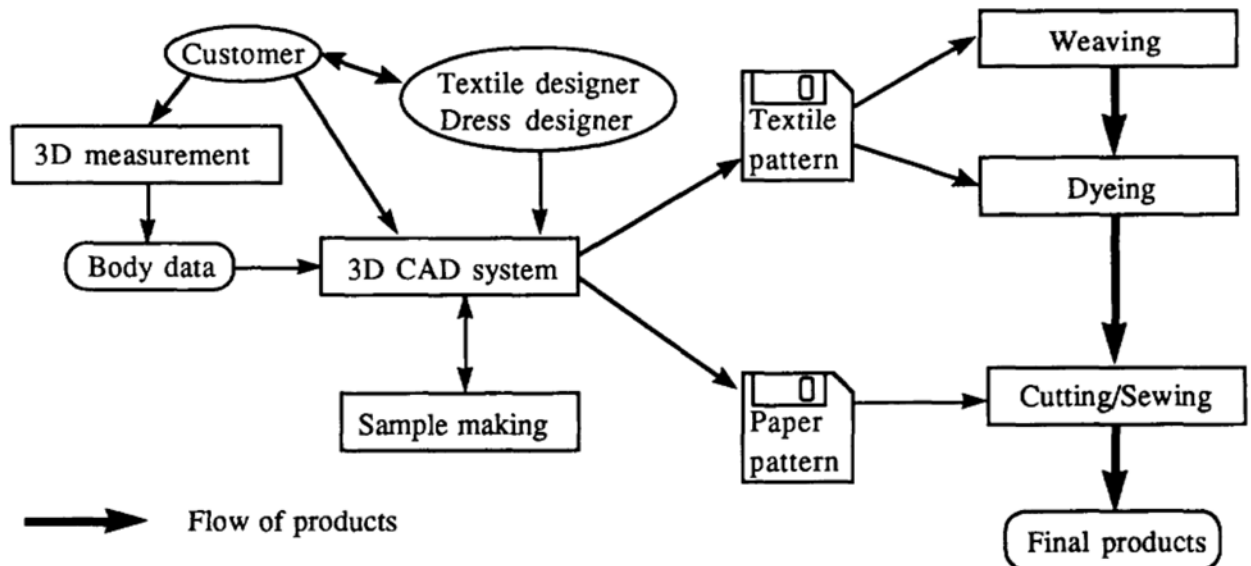 Customer
Textile designer
Dress designer
3D measurement
Body data
3D CAD system
Sample making
Textile
pattern
Paper
pattern
Weaving
Dyeing
Cutting/Sewing
Final products
Flow of products